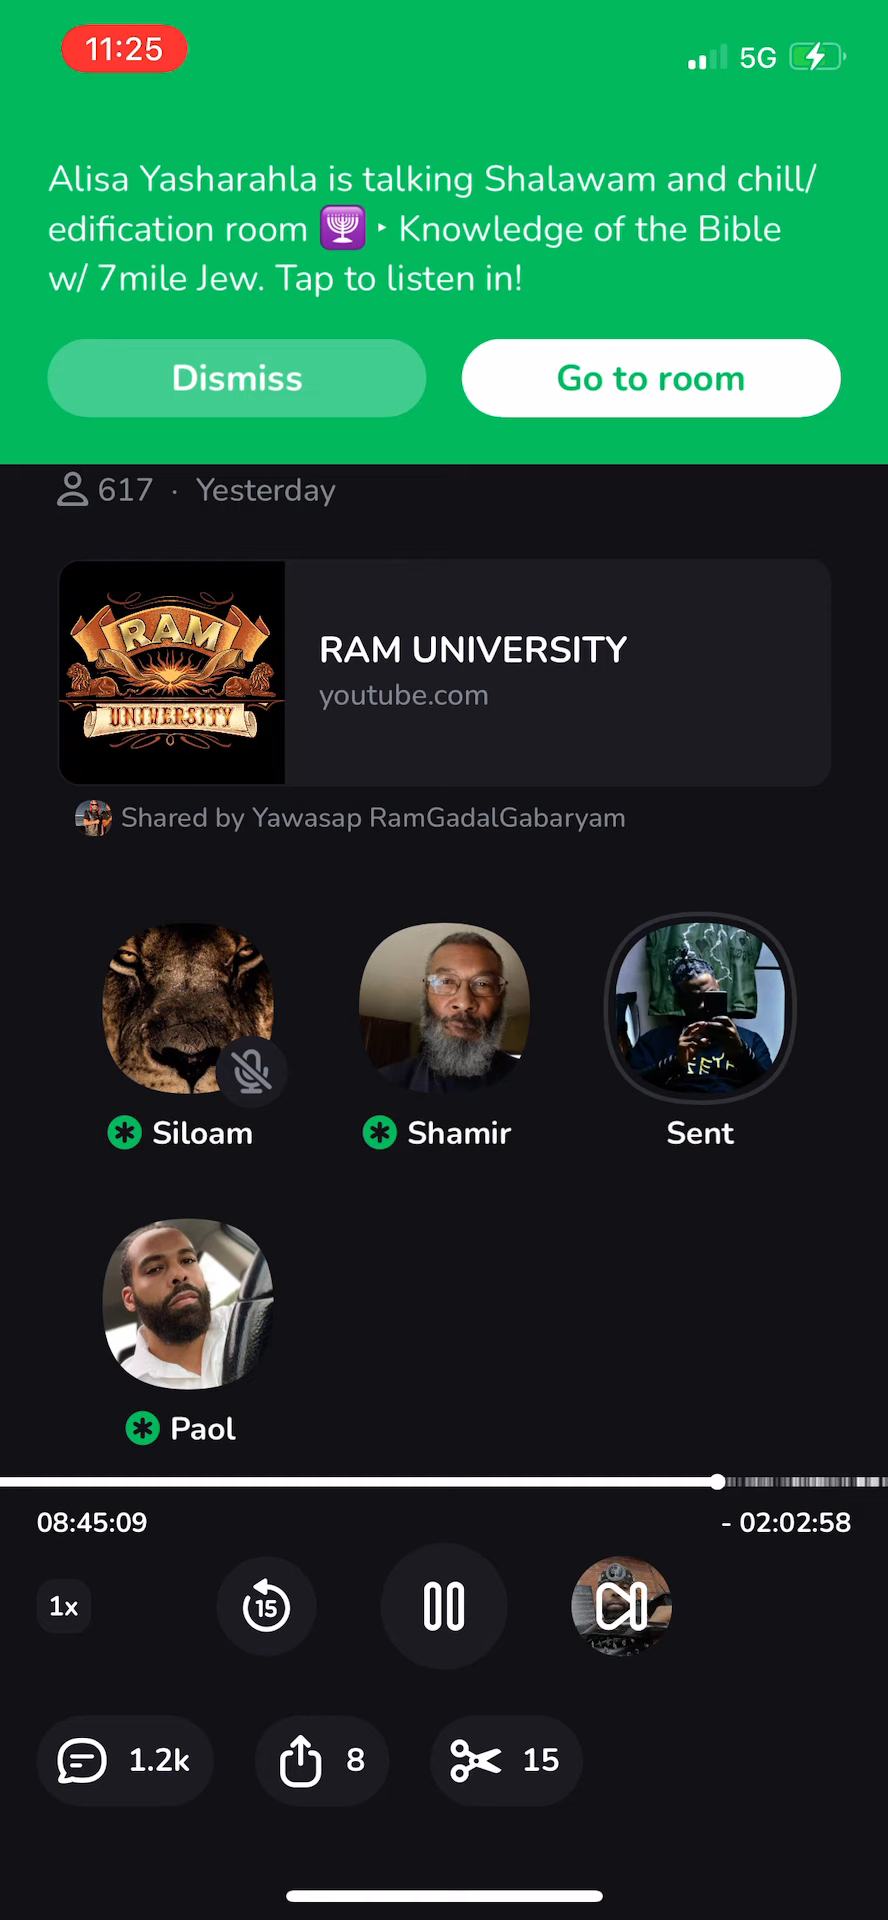 11:25
5G
Alisa Yasharahla is talking Shalawam and chill/
edification room 🕎 ‣ Knowledge of the Bible
w/ 7mile Jew. Tap to listen in!
Dismiss
Go to room
617 · Yesterday
RAM
UNIVERSITY
RAM UNIVERSITY
youtube.com
Shared by Yawasap RamGadalGabaryam
Siloam
Shamir
Sent
Paol
08:45:09
- 02:02:58
1x
15
1.2k
8
15